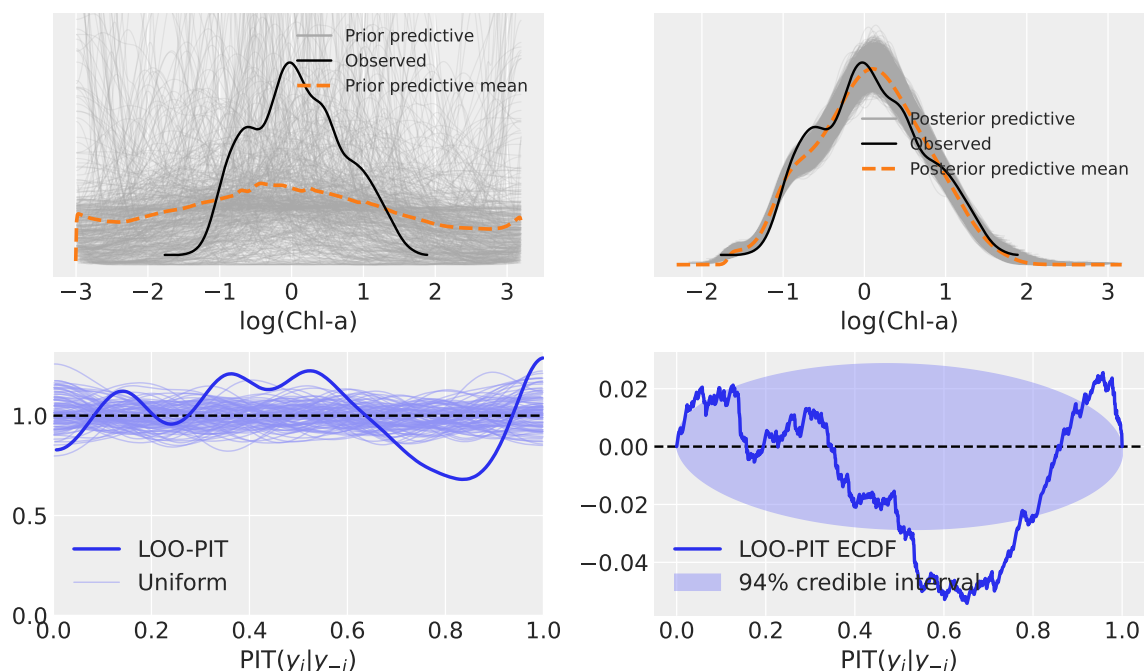 Prior predictive
Observed
Prior predictive mean
−3 −2 −1 0 1 2 3
log(Chl-a)
Posterior predictive
Observed
Posterior predictive mean
−2 −1 0 1 2 3
log(Chl-a)
1.0
0.5
0.0
LOO-PIT
Uniform
0.0 0.2 0.4 0.6 0.8 1.0
PIT(y_i|y_{−i})
0.02
0.00
−0.02
−0.04
LOO-PIT ECDF
94% credible interval
0.0 0.2 0.4 0.6 0.8 1.0
PIT(y_i|y_{−i})